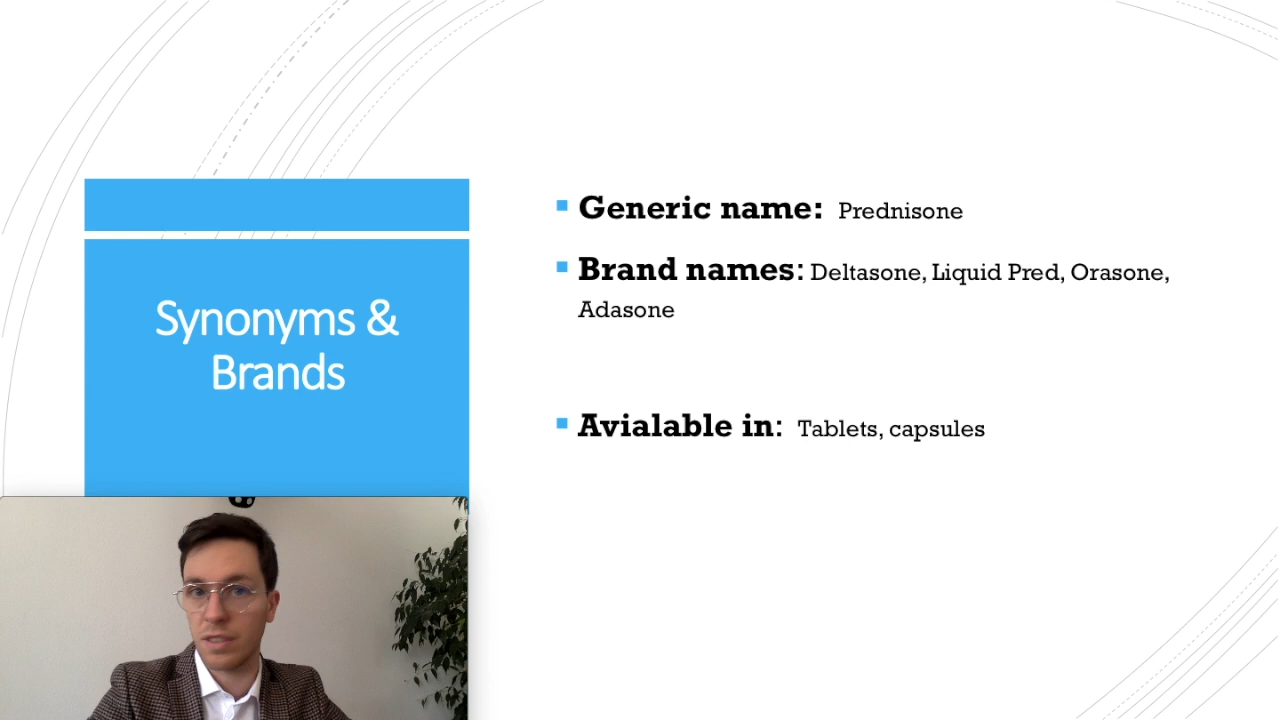 Synonyms &
Brands
Generic name: Prednisone
Brand names: Deltasone, Liquid Pred, Orasone,
Adasone
Avialable in: Tablets, capsules